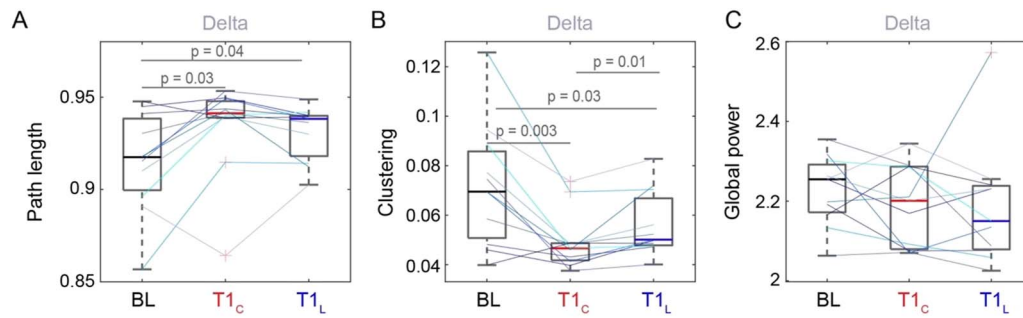 A
Delta
Path length
0.95
0.9
0.85
p = 0.04
p = 0.03
BL
T1C
T1L
B
Delta
Clustering
0.12
0.10
0.08
0.06
0.04
p = 0.01
p = 0.03
p = 0.003
BL
T1C
T1L
C
Delta
Global power
2.6
2.4
2.2
2
BL
T1C
T1L